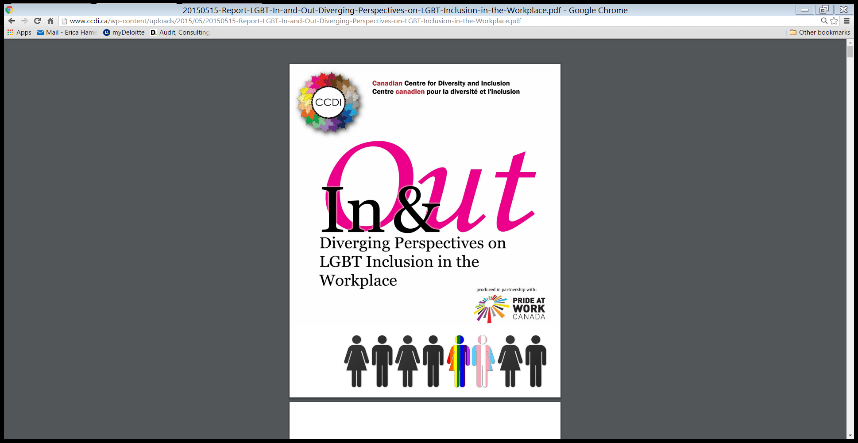 20150515-Report-LGBT-In-and-Out-Diverging-Perspectives-on-LGBT-Inclusion-in-the-Workplace.pdf - Google Chrome
www.ccdi.ca/wp-content/uploads/2015/05/20150515-Report-LGBT-In-and-Out-Diverging-Perspectives-on-LGBT-Inclusion-in-the-Workplace.pdf
Apps Mail - Erica Ham myDeloitte D. Audit, Consulting Other bookmarks
CCDI
Canadian Centre for Diversity and Inclusion
Centre canadien pour la diversité et l'inclusion
In& Out
Diverging Perspectives on
LGBT Inclusion in the
Workplace
produced in partnership with:
PRIDE AT
WORK
CANADA